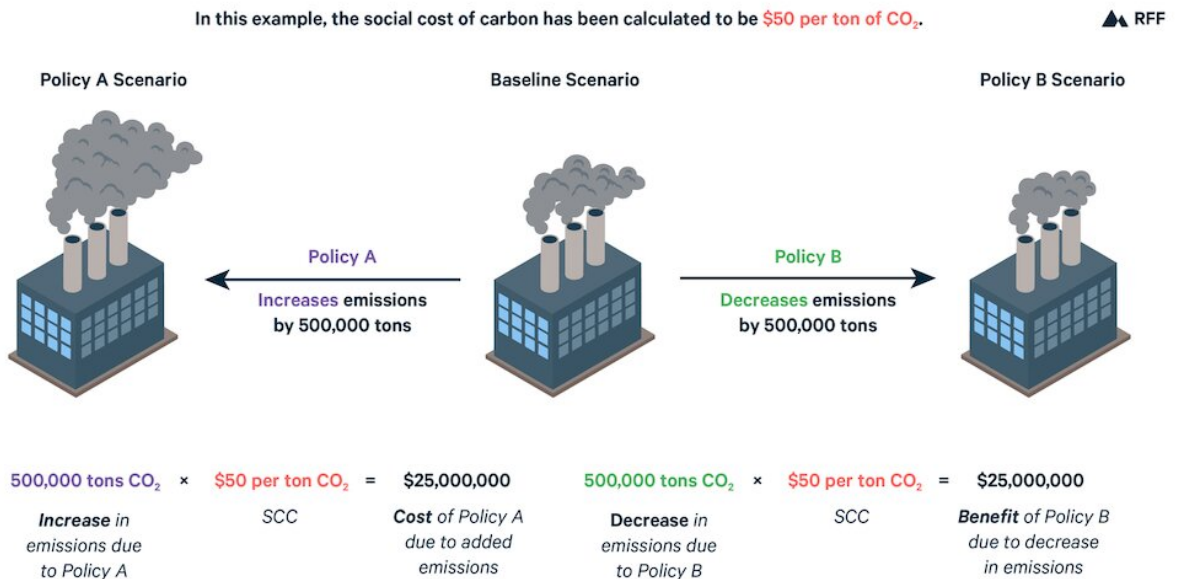 In this example, the social cost of carbon has been calculated to be $50 per ton of CO₂.
RFF
Policy A Scenario
Baseline Scenario
Policy B Scenario
Policy A
Increases emissions
by 500,000 tons
Policy B
Decreases emissions
by 500,000 tons
500,000 tons CO₂ × $50 per ton CO₂ = $25,000,000
Increase in
emissions due
to Policy A
SCC
Cost of Policy A
due to added
emissions
500,000 tons CO₂ × $50 per ton CO₂ = $25,000,000
Decrease in
emissions due
to Policy B
SCC
Benefit of Policy B
due to decrease
in emissions